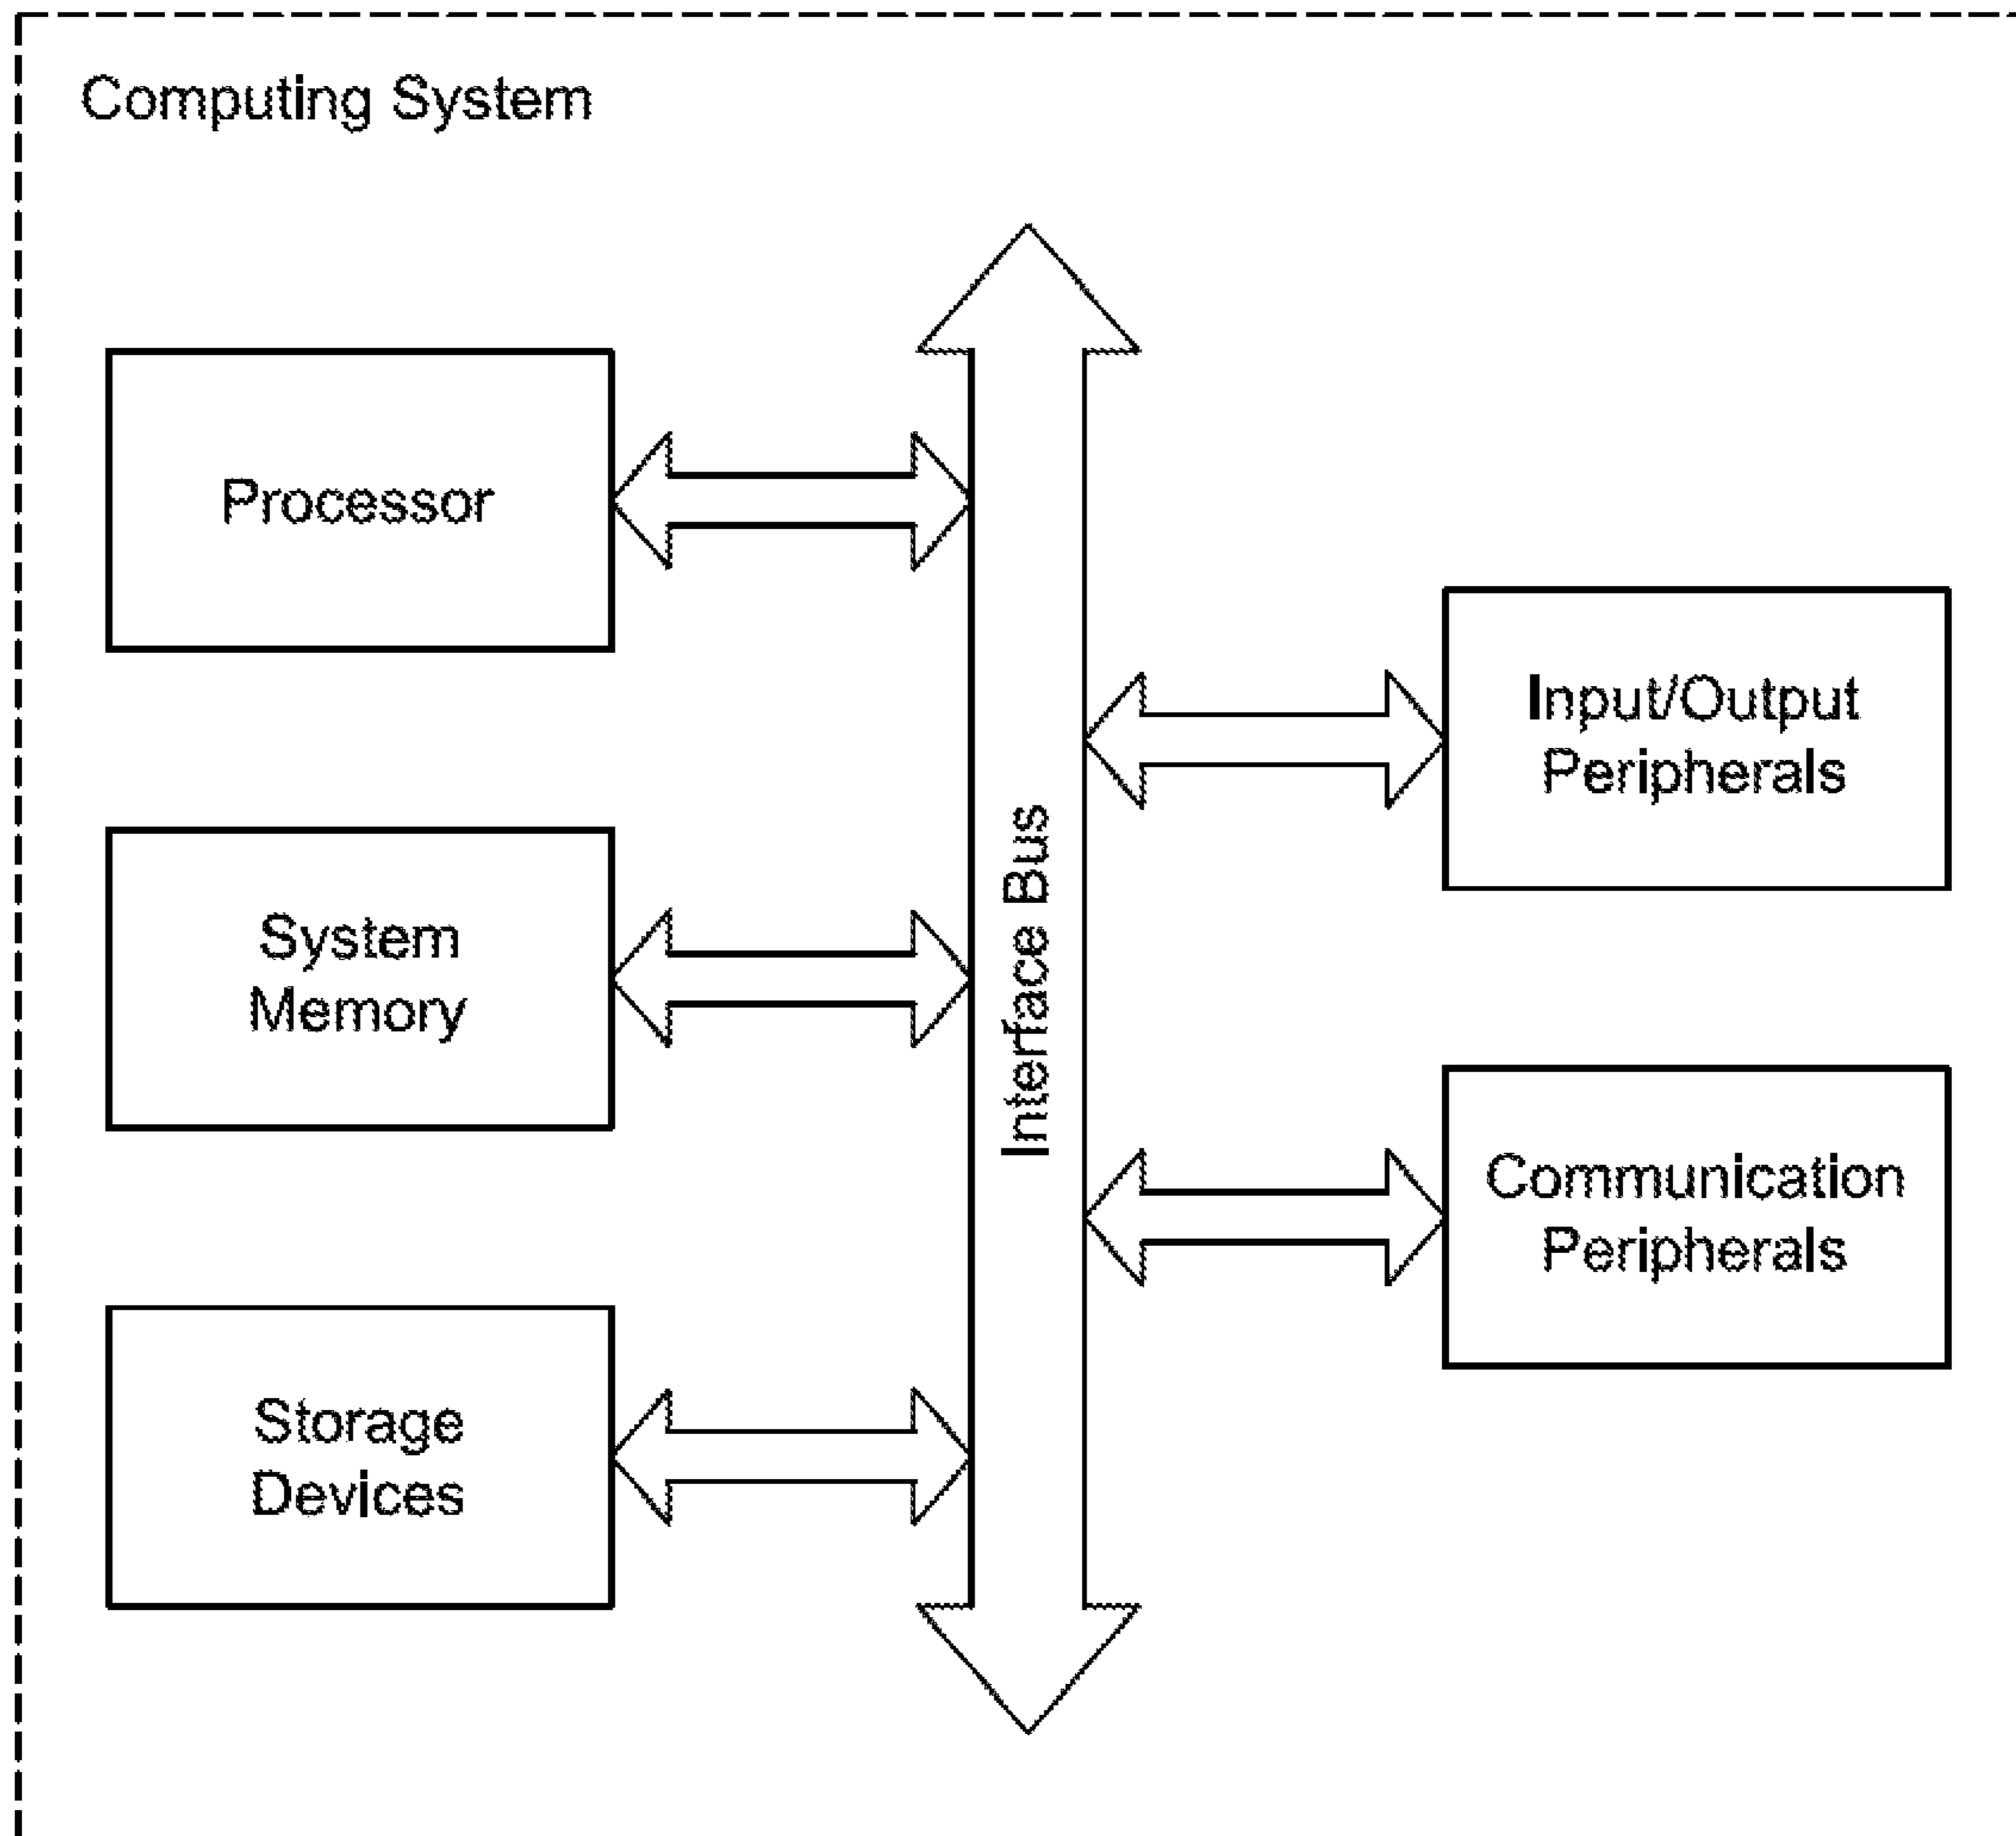 Computing System
Processor
System
Memory
Storage
Devices
Interface Bus
Input/Output
Peripherals
Communication
Peripherals